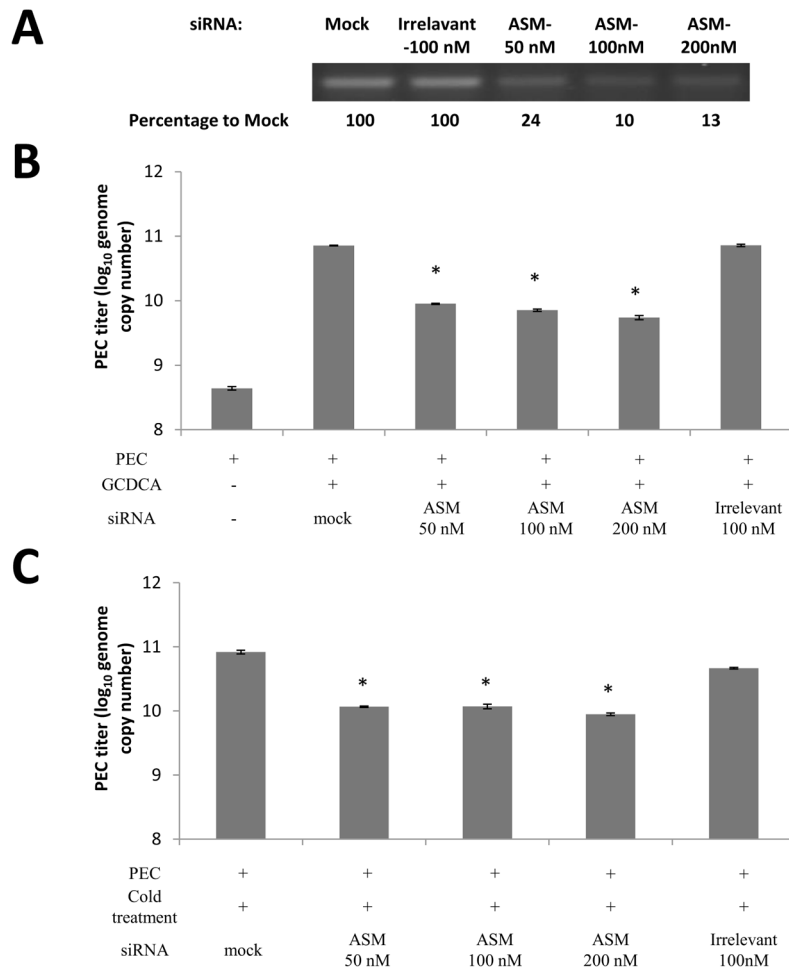 A
siRNA: Mock Irrelavant -100 nM ASM- 50 nM ASM- 100nM ASM- 200nM
Percentage to Mock 100 100 24 10 13
B
PEC titer (log10 genome copy number)
12
11
10
9
8
* * *
PEC + + + + + +
GCDCA - + + + + +
siRNA - mock ASM 50 nM ASM 100 nM ASM 200 nM Irrelevant 100 nM
C
PEC titer (log10 genome copy number)
12
11
10
9
8
* * *
PEC + + + + +
Cold treatment + + + + +
siRNA mock ASM 50 nM ASM 100 nM ASM 200 nM Irrelevant 100nM